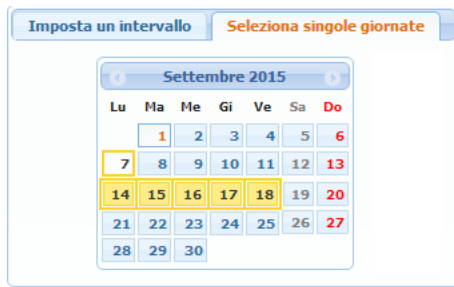 Imposta un intervallo Seleziona singole giornate
Settembre 2015
Lu Ma Me Gi Ve Sa Do
1 2 3 4 5 6
7 8 9 10 11 12 13
14 15 16 17 18 19 20
21 22 23 24 25 26 27
28 29 30